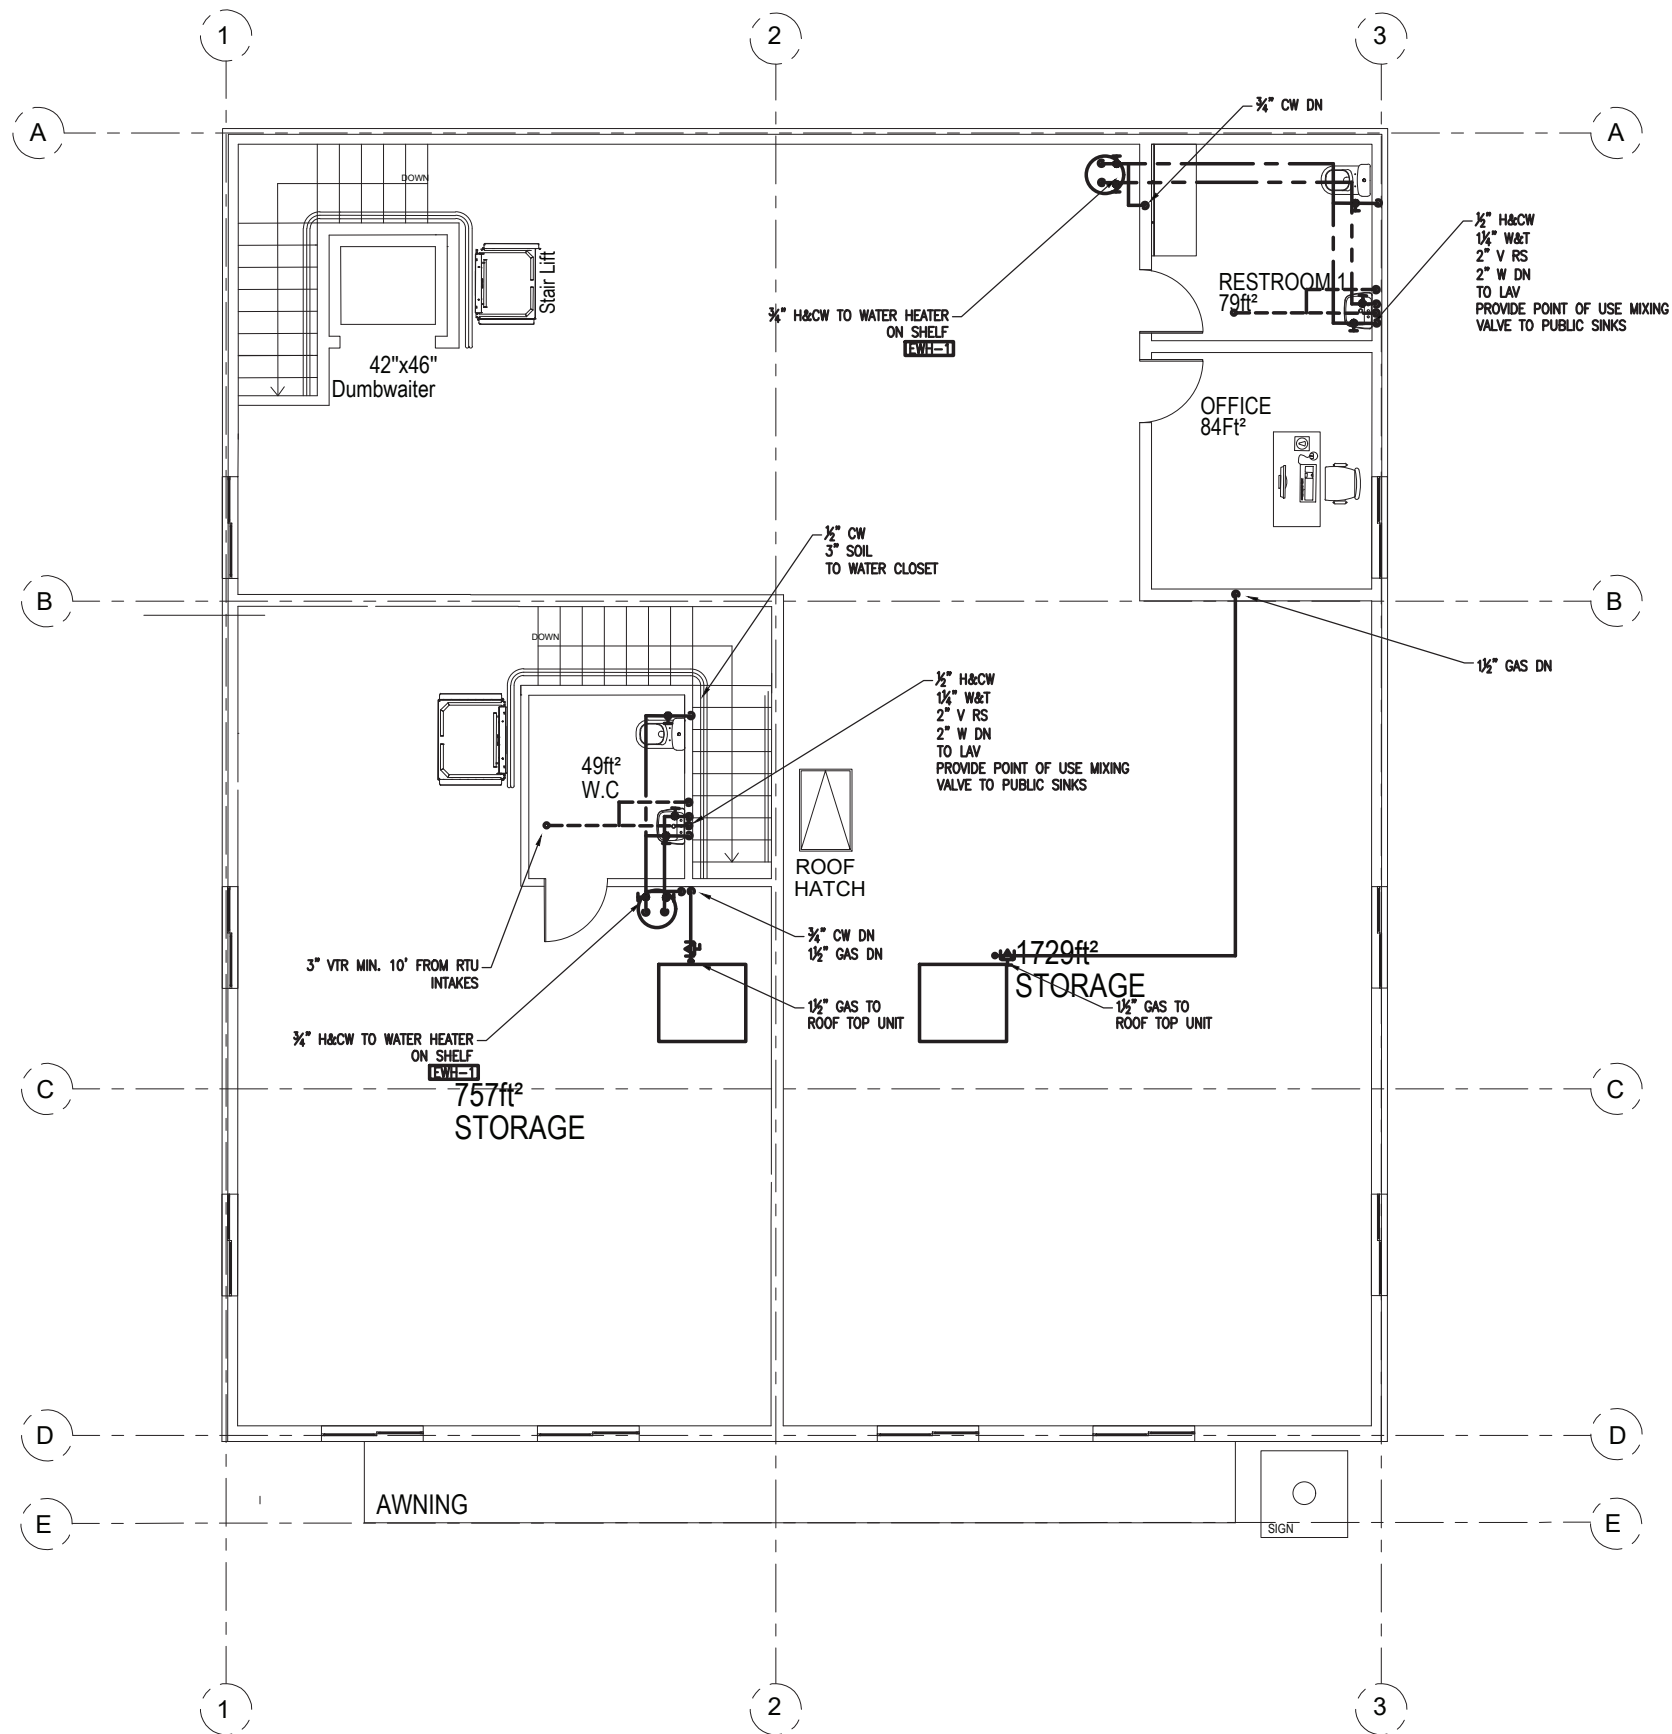 1
2
3
A
A
¾" CW DN
DOWN
Stair Lift
½" H&CW
1¼" W&T
2" V RS
2" W DN
TO LAV
PROVIDE POINT OF USE MIXING
VALVE TO PUBLIC SINKS
RESTROOM 1
79ft²
¾" H&CW TO WATER HEATER
ON SHELF
EWH-1
42"x46"
Dumbwaiter
OFFICE
84Ft²
½" CW
3" SOIL
TO WATER CLOSET
B
B
DOWN
1½" GAS DN
½" H&CW
1¼" W&T
2" V RS
2" W DN
TO LAV
PROVIDE POINT OF USE MIXING
VALVE TO PUBLIC SINKS
49ft²
W.C
ROOF
HATCH
¾" CW DN
1½" GAS DN
3" VTR MIN. 10' FROM RTU
INTAKES
1729ft²
STORAGE
1½" GAS TO
ROOF TOP UNIT
1½" GAS TO
ROOF TOP UNIT
¾" H&CW TO WATER HEATER
ON SHELF
EWH-1
C
C
757ft²
STORAGE
D
D
AWNING
E
E
SIGN
1
2
3